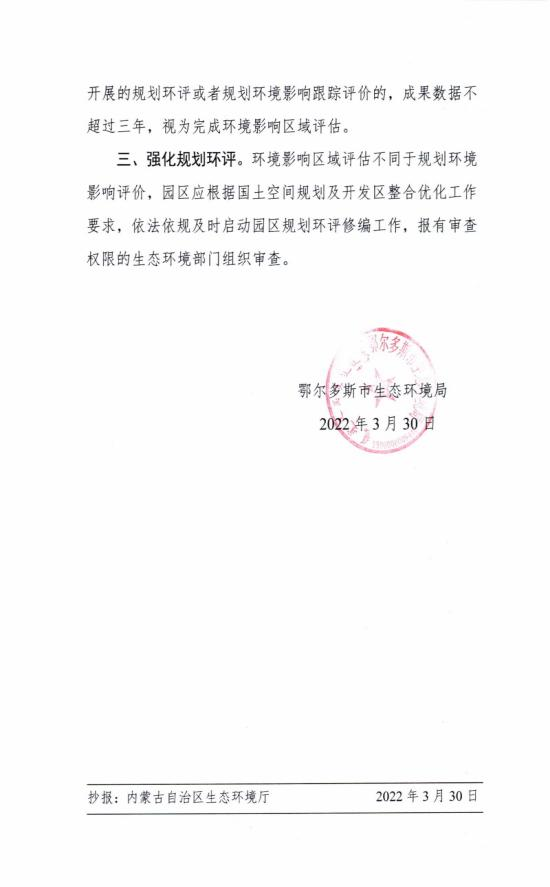 开展的规划环评或者规划环境影响跟踪评价的，成果数据不
超过三年，视为完成环境影响区域评估。
三、强化规划环评。环境影响区域评估不同于规划环境
影响评价，园区应根据国土空间规划及开发区整合优化工作
要求，依法依规及时启动园区规划环评修编工作，报有审查
权限的生态环境部门组织审查。
鄂尔多斯
鄂尔多斯市生态环境局
2022年3月30日
抄报：内蒙古自治区生态环境厅 2022年3月30日